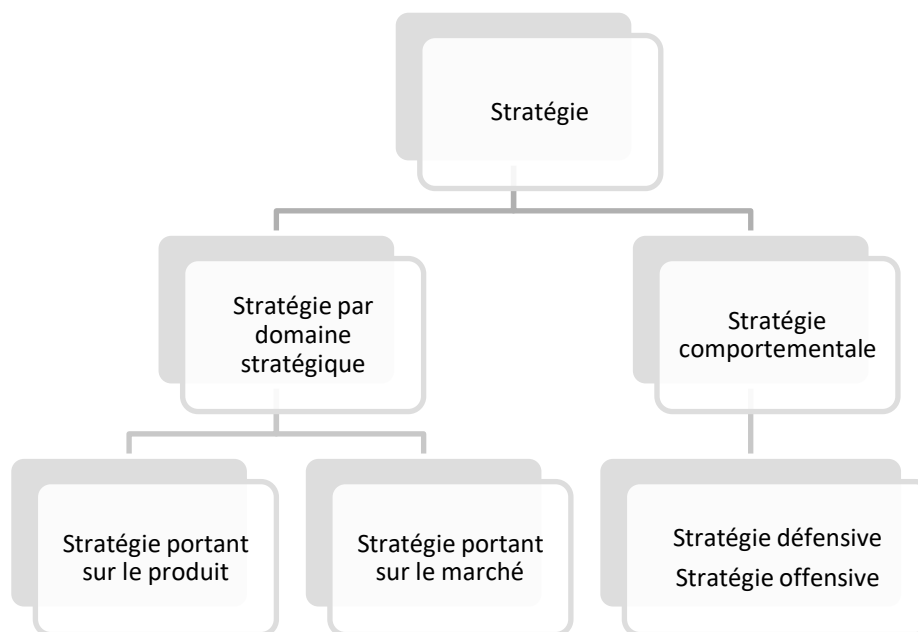 Stratégie
Stratégie par
domaine
stratégique
Stratégie
comportementale
Stratégie portant
sur le produit
Stratégie portant
sur le marché
Stratégie défensive
Stratégie offensive